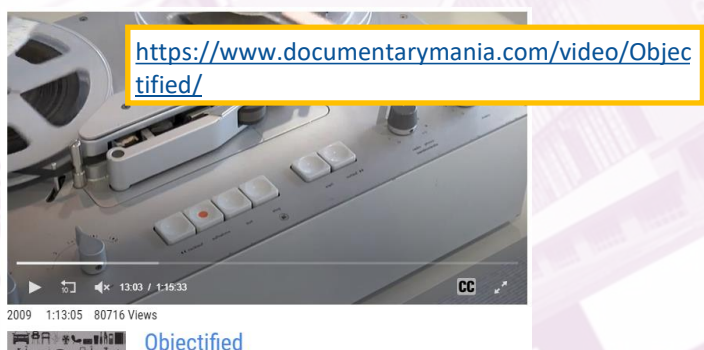 https://www.documentarymania.com/video/Objec
tified/
10
13:03 / 1:15:33
CC
2009 1:13:05 80716 Views
Objectified